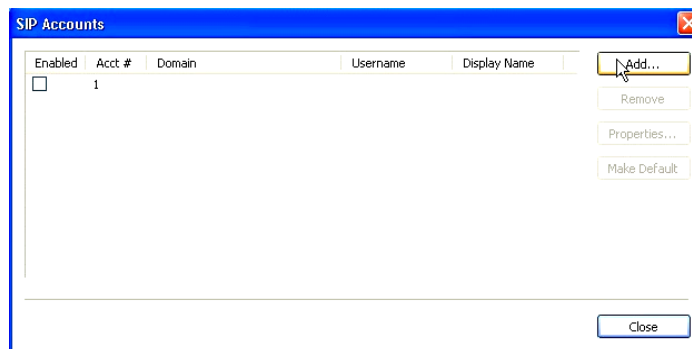 SIP Accounts
Enabled Acct # Domain Username Display Name
1
Add...
Remove
Properties...
Make Default
Close